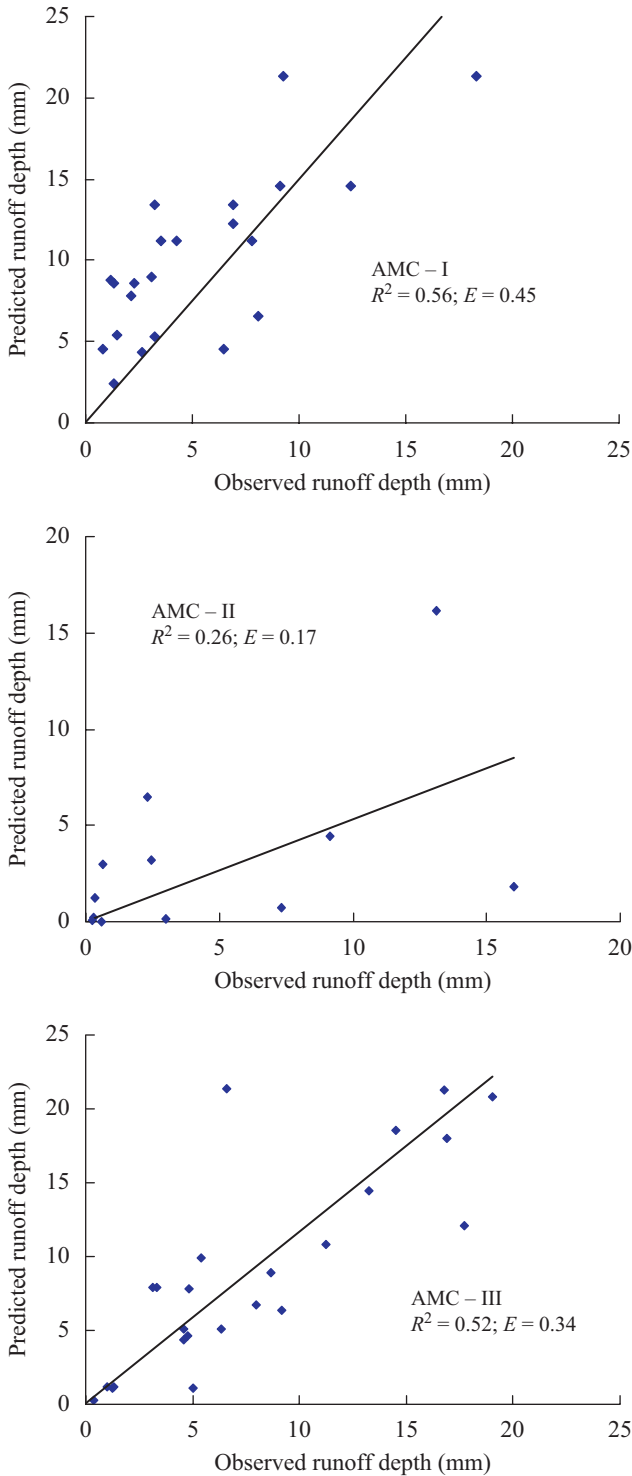 Predicted runoff depth (mm)
25
20
15
10
5
0
AMC – I
R² = 0.56; E = 0.45
0 5 10 15 20 25
Observed runoff depth (mm)
Predicted runoff depth (mm)
20
15
10
5
0
AMC – II
R² = 0.26; E = 0.17
0 5 10 15 20
Observed runoff depth (mm)
Predicted runoff depth (mm)
25
20
15
10
5
0
AMC – III
R² = 0.52; E = 0.34
0 5 10 15 20 25
Observed runoff depth (mm)